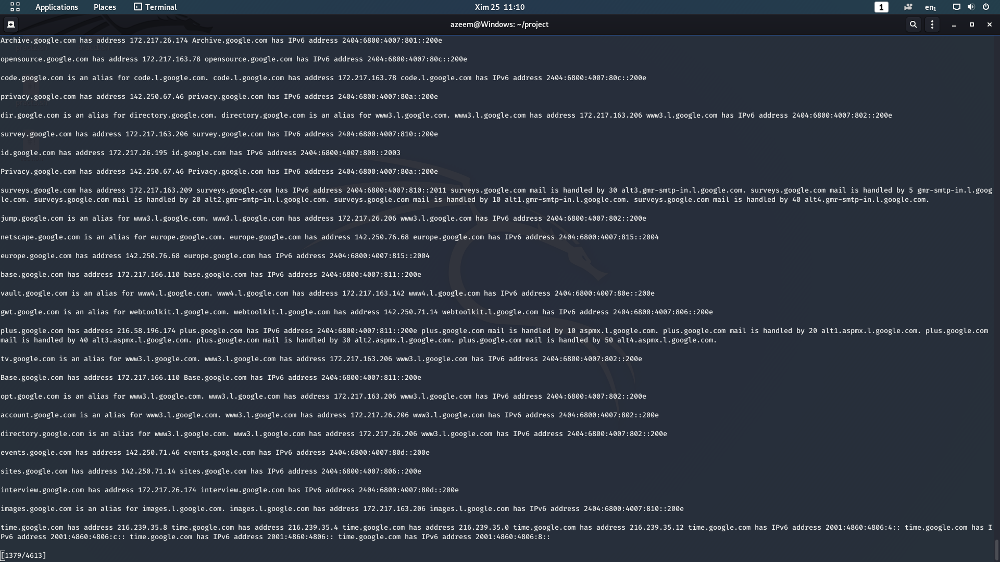 Applications Places Terminal Xim 25 11:10 1 en₁
azeem@Windows: ~/project
Archive.google.com has address 172.217.26.174 Archive.google.com has IPv6 address 2404:6800:4007:801::200e
opensource.google.com has address 172.217.163.78 opensource.google.com has IPv6 address 2404:6800:4007:80c::200e
code.google.com is an alias for code.l.google.com. code.l.google.com has address 172.217.163.78 code.l.google.com has IPv6 address 2404:6800:4007:80c::200e
privacy.google.com has address 142.250.67.46 privacy.google.com has IPv6 address 2404:6800:4007:80a::200e
dir.google.com is an alias for directory.google.com. directory.google.com is an alias for www3.l.google.com. www3.l.google.com has address 172.217.163.206 www3.l.google.com has IPv6 address 2404:6800:4007:802::200e
survey.google.com has address 172.217.163.206 survey.google.com has IPv6 address 2404:6800:4007:810::200e
id.google.com has address 172.217.26.195 id.google.com has IPv6 address 2404:6800:4007:808::2003
Privacy.google.com has address 142.250.67.46 Privacy.google.com has IPv6 address 2404:6800:4007:80a::200e
surveys.google.com has address 172.217.163.209 surveys.google.com has IPv6 address 2404:6800:4007:810::2011 surveys.google.com mail is handled by 30 alt3.gmr-smtp-in.l.google.com. surveys.google.com mail is handled by 5 gmr-smtp-in.l.goog
le.com. surveys.google.com mail is handled by 20 alt2.gmr-smtp-in.l.google.com. surveys.google.com mail is handled by 10 alt1.gmr-smtp-in.l.google.com. surveys.google.com mail is handled by 40 alt4.gmr-smtp-in.l.google.com.
jump.google.com is an alias for www3.l.google.com. www3.l.google.com has address 172.217.26.206 www3.l.google.com has IPv6 address 2404:6800:4007:802::200e
netscape.google.com is an alias for europe.google.com. europe.google.com has address 142.250.76.68 europe.google.com has IPv6 address 2404:6800:4007:815::2004
europe.google.com has address 142.250.76.68 europe.google.com has IPv6 address 2404:6800:4007:815::2004
base.google.com has address 172.217.166.110 base.google.com has IPv6 address 2404:6800:4007:811::200e
vault.google.com is an alias for www4.l.google.com. www4.l.google.com has address 172.217.163.142 www4.l.google.com has IPv6 address 2404:6800:4007:80e::200e
gwt.google.com is an alias for webtoolkit.l.google.com. webtoolkit.l.google.com has address 142.250.71.14 webtoolkit.l.google.com has IPv6 address 2404:6800:4007:806::200e
plus.google.com has address 216.58.196.174 plus.google.com has IPv6 address 2404:6800:4007:811::200e plus.google.com mail is handled by 10 aspmx.l.google.com. plus.google.com mail is handled by 20 alt1.aspmx.l.google.com. plus.google.com
mail is handled by 40 alt3.aspmx.l.google.com. plus.google.com mail is handled by 30 alt2.aspmx.l.google.com. plus.google.com mail is handled by 50 alt4.aspmx.l.google.com.
tv.google.com is an alias for www3.l.google.com. www3.l.google.com has address 172.217.163.206 www3.l.google.com has IPv6 address 2404:6800:4007:802::200e
Base.google.com has address 172.217.166.110 Base.google.com has IPv6 address 2404:6800:4007:811::200e
opt.google.com is an alias for www3.l.google.com. www3.l.google.com has address 172.217.163.206 www3.l.google.com has IPv6 address 2404:6800:4007:802::200e
account.google.com is an alias for www3.l.google.com. www3.l.google.com has address 172.217.26.206 www3.l.google.com has IPv6 address 2404:6800:4007:802::200e
directory.google.com is an alias for www3.l.google.com. www3.l.google.com has address 172.217.26.206 www3.l.google.com has IPv6 address 2404:6800:4007:802::200e
events.google.com has address 142.250.71.46 events.google.com has IPv6 address 2404:6800:4007:80d::200e
sites.google.com has address 142.250.71.14 sites.google.com has IPv6 address 2404:6800:4007:806::200e
interview.google.com has address 172.217.26.174 interview.google.com has IPv6 address 2404:6800:4007:80d::200e
images.google.com is an alias for images.l.google.com. images.l.google.com has address 172.217.163.206 images.l.google.com has IPv6 address 2404:6800:4007:810::200e
time.google.com has address 216.239.35.8 time.google.com has address 216.239.35.4 time.google.com has address 216.239.35.0 time.google.com has address 216.239.35.12 time.google.com has IPv6 address 2001:4860:4806:4:: time.google.com has I
Pv6 address 2001:4860:4806:c:: time.google.com has IPv6 address 2001:4860:4806:: time.google.com has IPv6 address 2001:4860:4806:8::
[1379/4613]